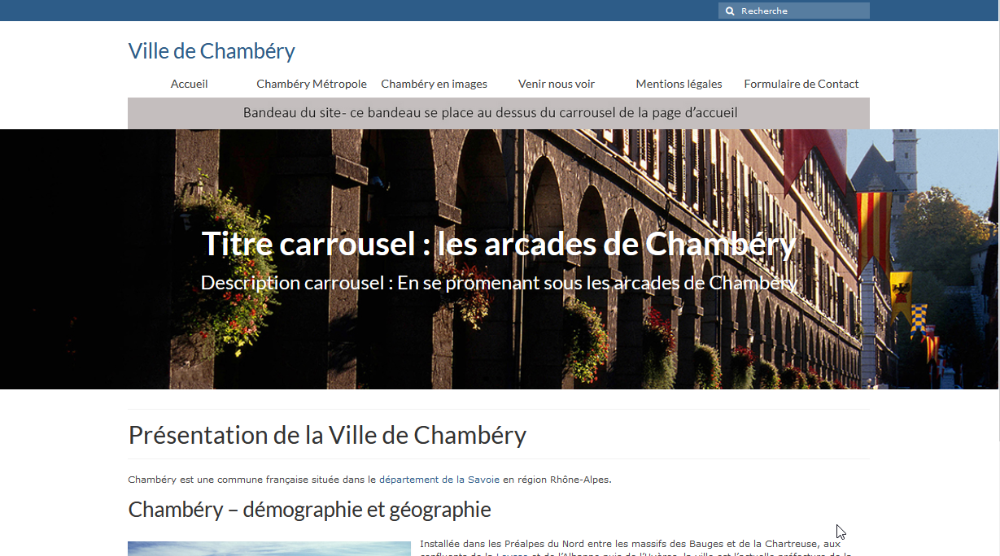 Recherche
Ville de Chambéry
Accueil Chambéry Métropole Chambéry en images Venir nous voir Mentions légales Formulaire de Contact
Bandeau du site- ce bandeau se place au dessus du carrousel de la page d'accueil
Titre carrousel : les arcades de Chambéry
Description carrousel : En se promenant sous les arcades de Chambéry
Présentation de la Ville de Chambéry
Chambéry est une commune française située dans le département de la Savoie en région Rhône-Alpes.
Chambéry – démographie et géographie
Installée dans les Préalpes du Nord entre les massifs des Bauges et de la Chartreuse, aux